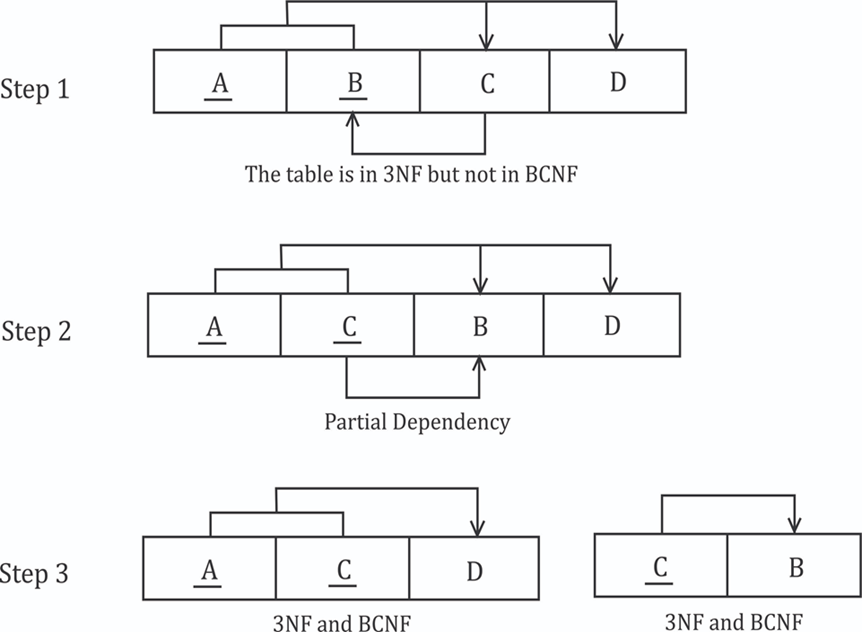 Step 1
A B C D
The table is in 3NF but not in BCNF
Step 2
A C B D
Partial Dependency
Step 3
A C D
C B
3NF and BCNF
3NF and BCNF